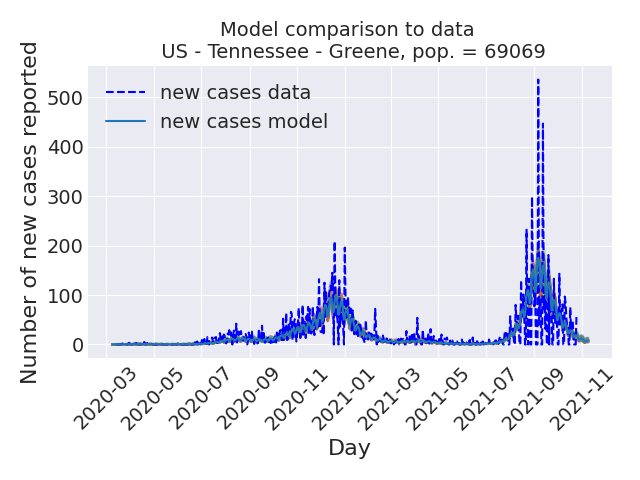 Model comparison to data
US - Tennessee - Greene, pop. = 69069
Number of new cases reported
500
400
300
200
100
0
new cases data
new cases model
2020-03
2020-05
2020-07
2020-09
2020-11
2021-01
2021-03
2021-05
2021-07
2021-09
2021-11
Day